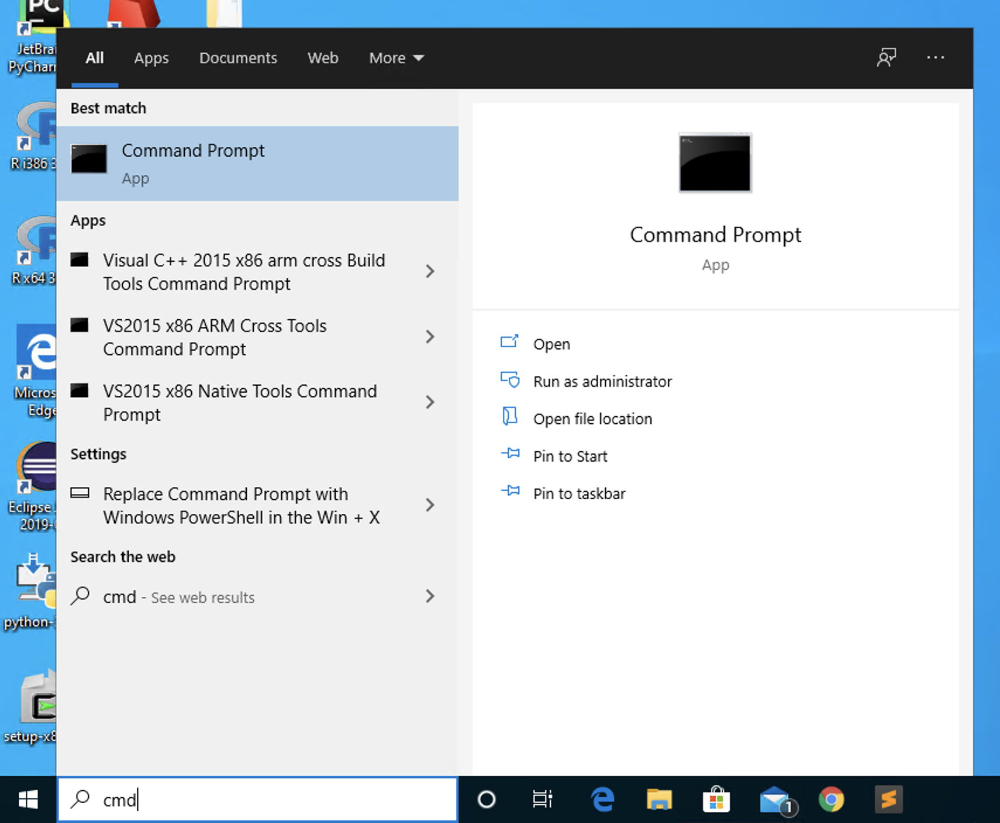 PC
JetBrai
PyCharm
R i386 3
R x64 3
Micros
Edge
Eclipse
2019-
python-
setup-x8
All Apps Documents Web More
Best match
Command Prompt
App
Apps
Visual C++ 2015 x86 arm cross Build
Tools Command Prompt
VS2015 x86 ARM Cross Tools
Command Prompt
VS2015 x86 Native Tools Command
Prompt
Settings
Replace Command Prompt with
Windows PowerShell in the Win + X
Search the web
cmd - See web results
Command Prompt
App
Open
Run as administrator
Open file location
Pin to Start
Pin to taskbar
cmd
1